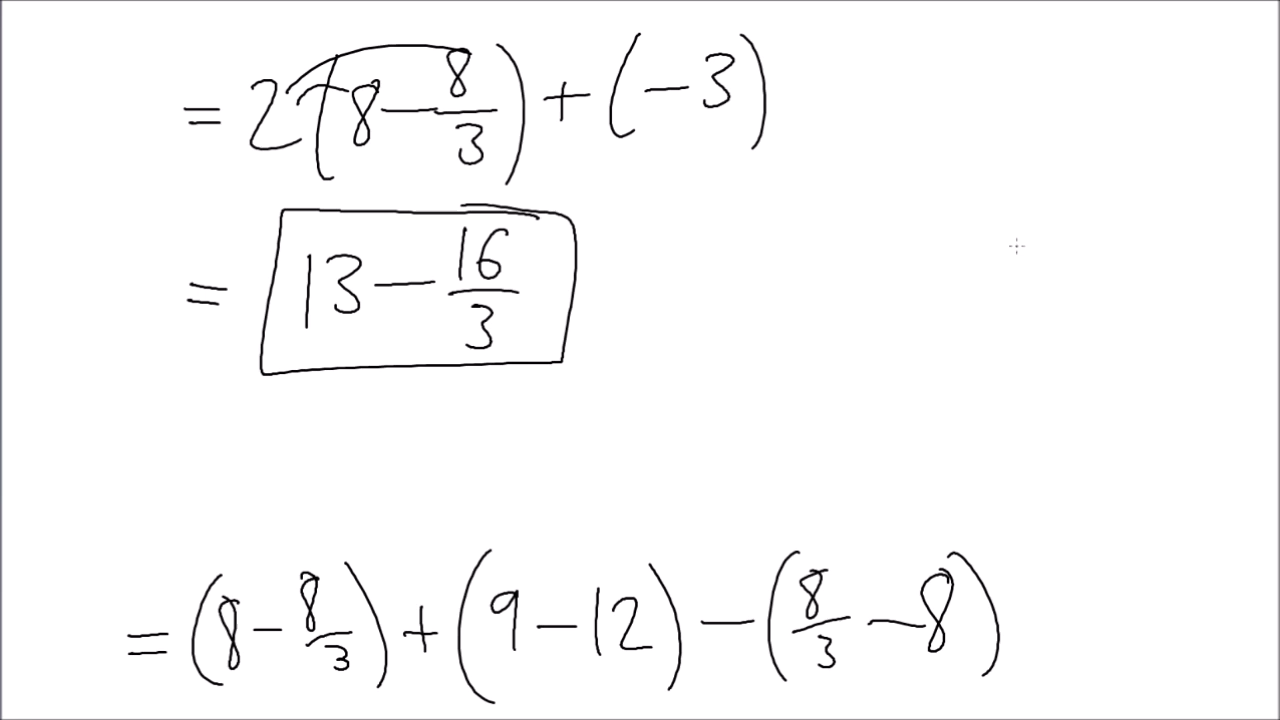 = 2(8 - 8/3) + (-3)
= 13 - 16/3
= (8 - 8/3) + (9 - 12) - (8/3 - 8)